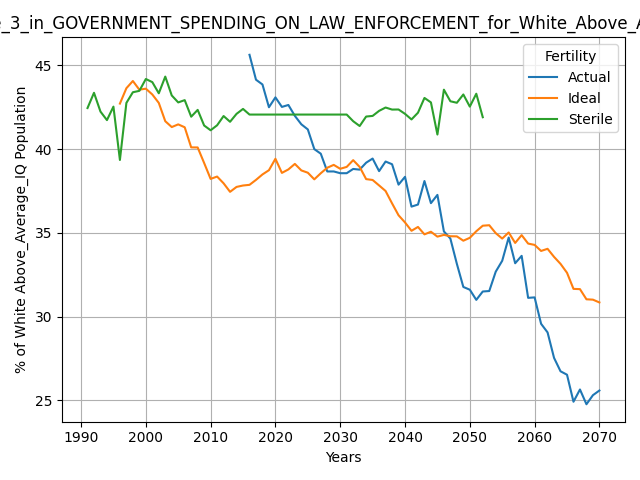 _3_in_GOVERNMENT_SPENDING_ON_LAW_ENFORCEMENT_for_White_Above_
45
40
35
30
25
% of White Above_Average_IQ Population
1990
2000
2010
2020
2030
2040
2050
2060
2070
Years
Fertility
Actual
Ideal
Sterile